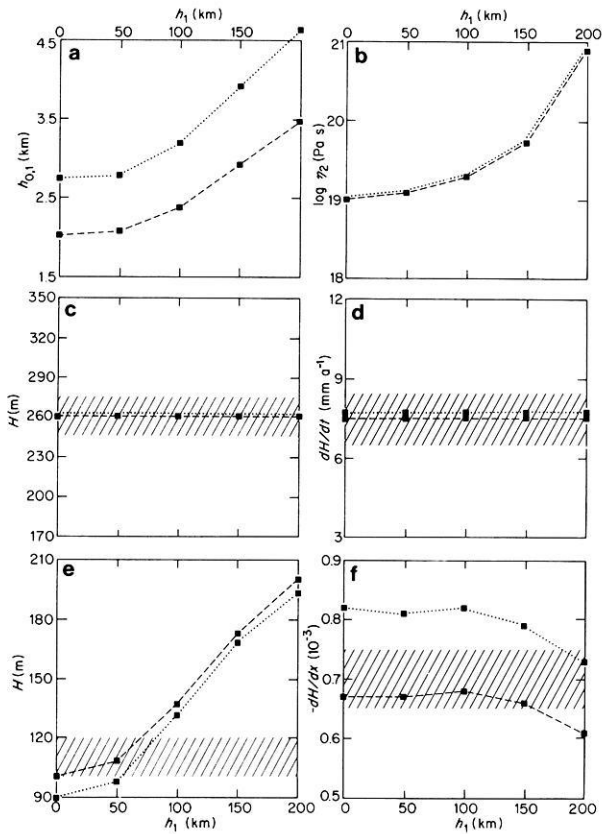 h₁ (km)
0 50 100 150 200
h₁ (km)
0 50 100 150 200
a
4.5
3.5
2.5
1.5
h₀,₁ (km)
b
21
20
19
18
log η₂ (Pa s)
c
350
320
290
260
230
200
170
H (m)
d
12
9
6
3
dH/dt (mm a⁻¹)
e
210
180
150
120
90
H (m)
0 50 100 150 200
h₁ (km)
f
0.9
0.8
0.7
0.6
0.5
-dH/dx (10⁻³)
0 50 100 150 200
h₁ (km)